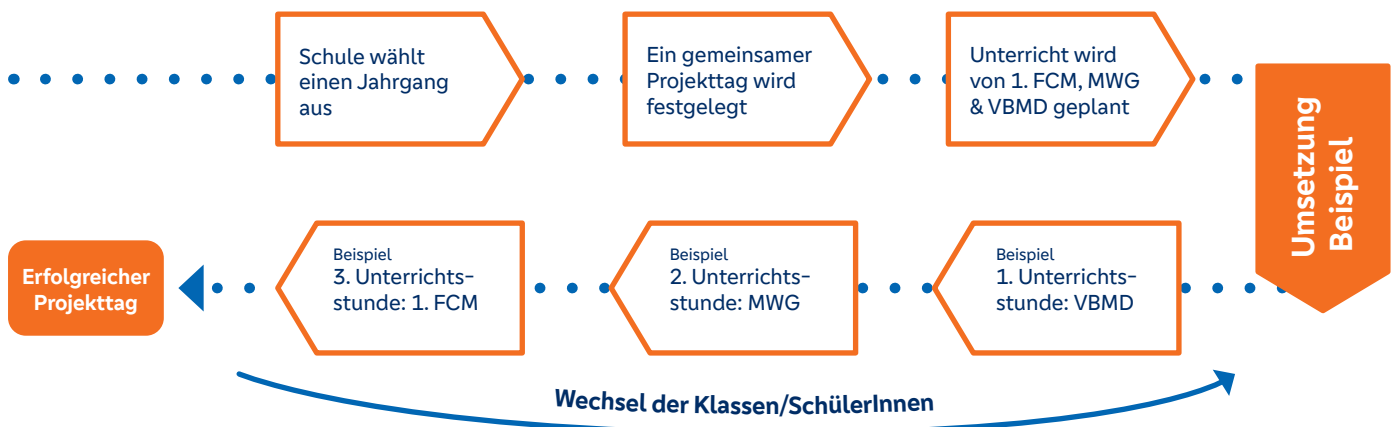 Schule wählt
einen Jahrgang
aus
Ein gemeinsamer
Projekttag wird
festgelegt
Unterricht wird
von 1. FCM, MWG
& VBMD geplant
Umsetzung
Beispiel
Beispiel
1. Unterrichts-
stunde: VBMD
Beispiel
2. Unterrichts-
stunde: MWG
Beispiel
3. Unterrichts-
stunde: 1. FCM
Erfolgreicher
Projekttag
Wechsel der Klassen/SchülerInnen